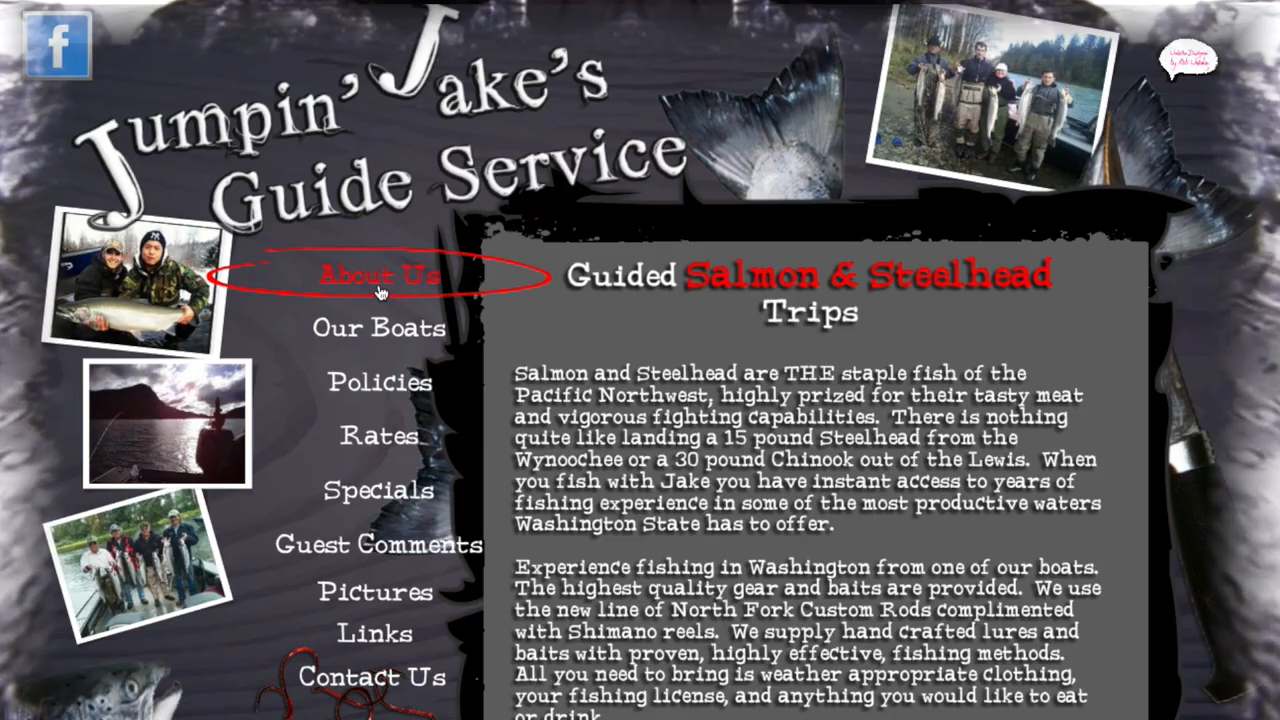 f
Jumpin' Jake's
Guide Service
About Us
Our Boats
Policies
Rates
Specials
Guest Comments
Pictures
Links
Contact Us
Guided Salmon & Steelhead
Trips
Salmon and Steelhead are THE staple fish of the
Pacific Northwest, highly prized for their tasty meat
and vigorous fighting capabilities. There is nothing
quite like landing a 15 pound Steelhead from the
Wynoochee or a 30 pound Chinook out of the Lewis. When
you fish with Jake you have instant access to years of
fishing experience in some of the most productive waters
Washington State has to offer.
Experience fishing in Washington from one of our boats.
The highest quality gear and baits are provided. We use
the new line of North Fork Custom Rods complimented
with Shimano reels. We supply hand crafted lures and
baits with proven, highly effective, fishing methods.
All you need to bring is weather appropriate clothing,
your fishing license, and anything you would like to eat
or drink